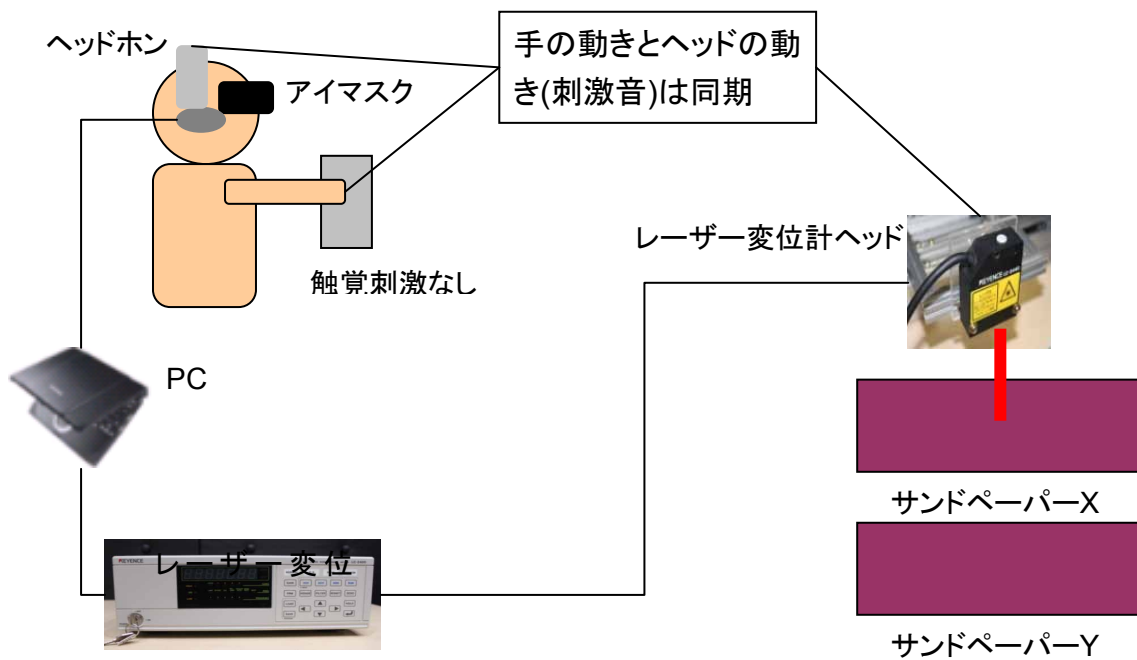 ヘッドホン
アイマスク
手の動きとヘッドの動
き(刺激音)は同期
レーザー変位計ヘッド
KEYENCE
触覚刺激なし
PC
サンドペーパーX
レーザー変位
KEYENCE
サンドペーパーY